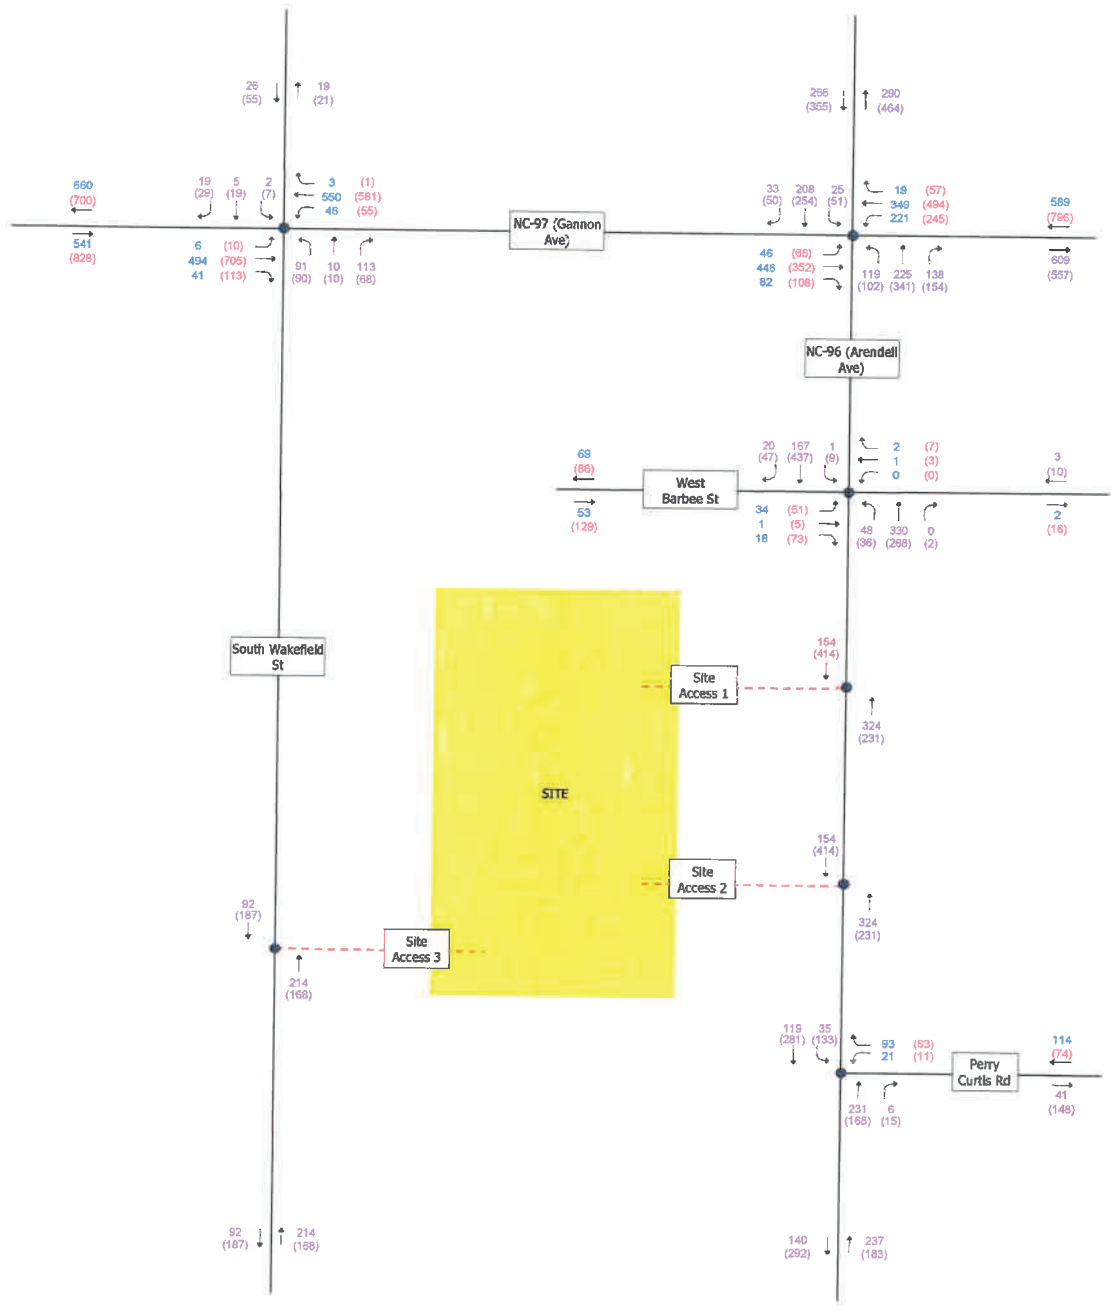 26 19
(55) (21)
266 290
(355) (464)
660
(700)
19 5 2
(29) (19) (7)
3 (1)
550 (581)
46 (55)
NC-97 (Gannon
Ave)
33 208 25
(50) (254) (51)
19 (57)
349 (494)
221 (245)
589
(796)
541
(828)
6 (10)
494 (705)
41 (113)
91 10 113
(90) (10) (68)
46 (66)
446 (352)
82 (108)
119 225 138
(102) (341) (154)
609
(557)
NC-96 (Arendell
Ave)
69
(86)
West
Barbee St
20 167 1
(47) (437) (9)
2 (7)
1 (3)
0 (0)
3
(10)
53
(129)
34 (51)
1 (5)
18 (73)
48 330 0
(36) (268) (2)
2
(16)
South Wakefield
St
154
(414)
Site
Access 1
324
(231)
SITE
154
(414)
Site
Access 2
324
(231)
92
(187)
Site
Access 3
214
(168)
119 35
(281) (133)
93 (63)
21 (11)
Perry
Curtis Rd
114
(74)
41
(148)
231 6
(168) (15)
92 214
(187) (168)
140 237
(292) (183)